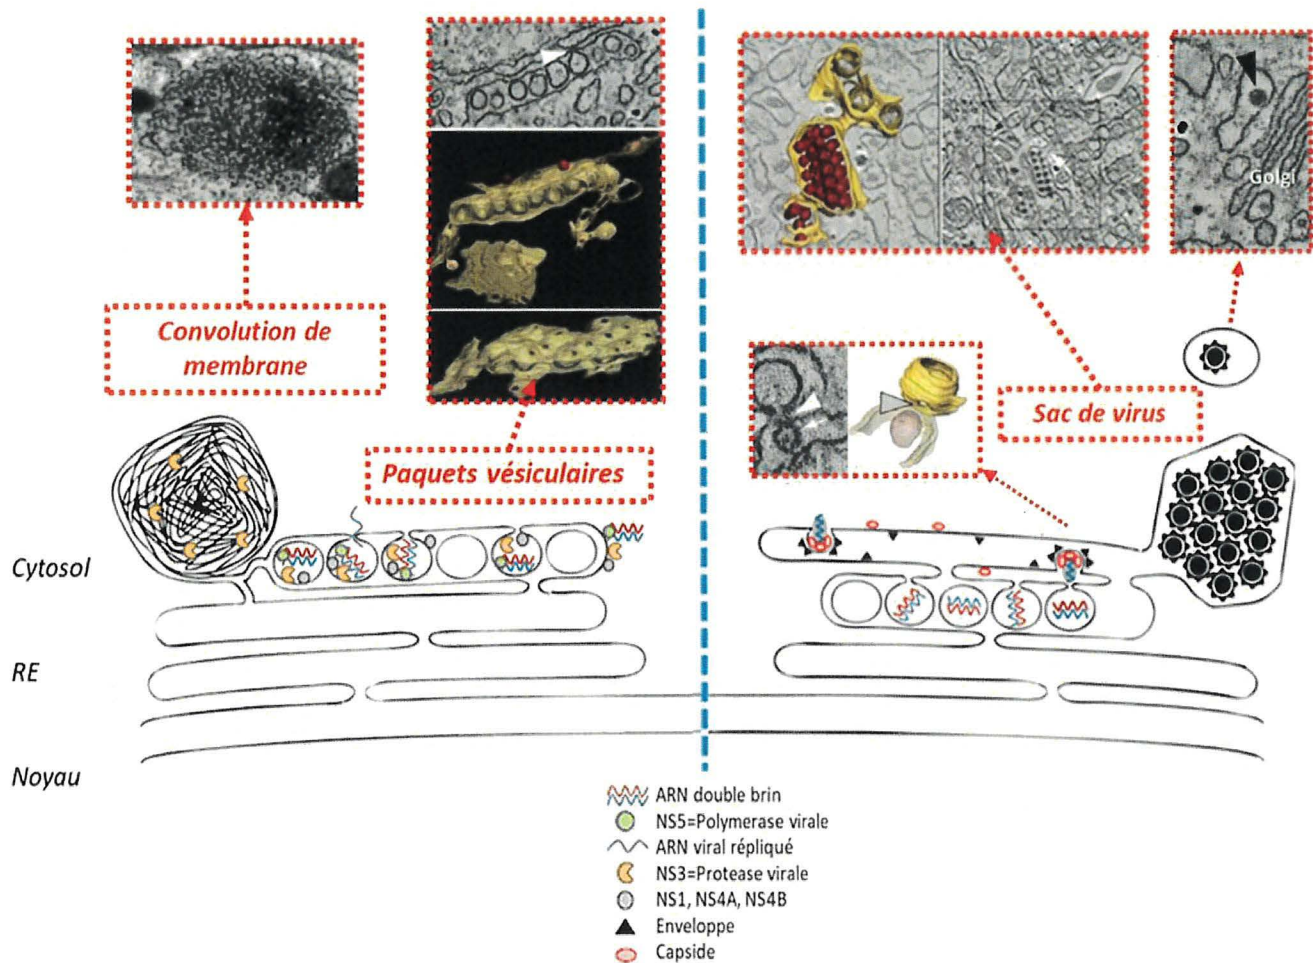 Golgi
Convolution de
membrane
Sac de virus
Paquets vésiculaires
Cytosol
RE
Noyau
ARN double brin
NS5=Polymerase virale
ARN viral répliqué
NS3=Protease virale
NS1, NS4A, NS4B
Enveloppe
Capside